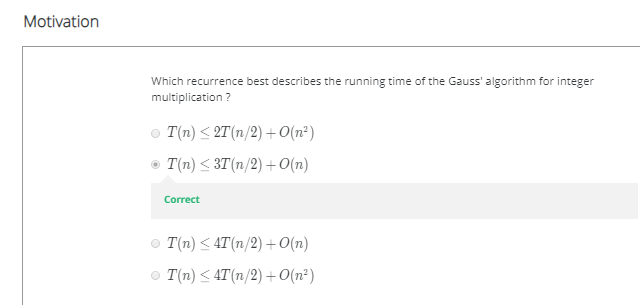 Motivation
Which recurrence best describes the running time of the Gauss' algorithm for integer
multiplication ?
T(n) ≤ 2T(n/2) + O(n²)
T(n) ≤ 3T(n/2) + O(n)
Correct
T(n) ≤ 4T(n/2) + O(n)
T(n) ≤ 4T(n/2) + O(n²)